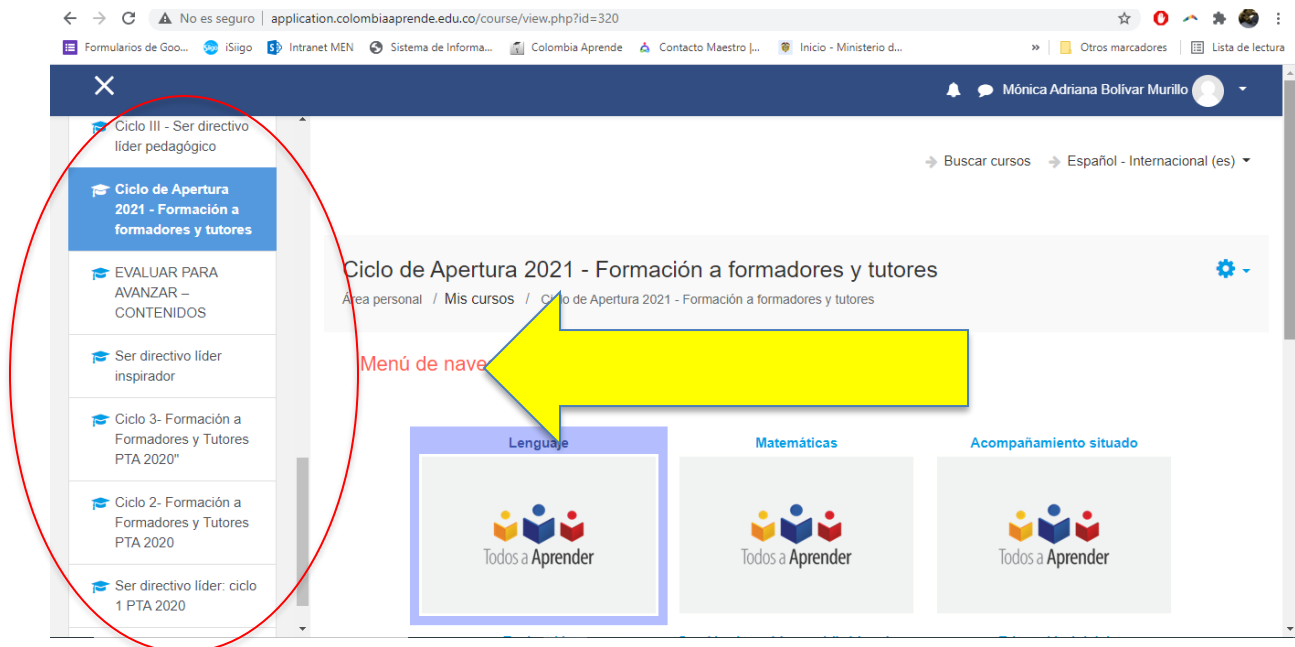 No es seguro application.colombiaaprende.edu.co/course/view.php?id=320
Formularios de Goo... iSiigo Intranet MEN Sistema de Informa... Colombia Aprende Contacto Maestro |... Inicio - Ministerio d... » Otros marcadores Lista de lectura
Mónica Adriana Bolívar Murillo
Ciclo III - Ser directivo
líder pedagógico
Ciclo de Apertura
2021 - Formación a
formadores y tutores
EVALUAR PARA
AVANZAR –
CONTENIDOS
Ser directivo líder
inspirador
Ciclo 3- Formación a
Formadores y Tutores
PTA 2020"
Ciclo 2- Formación a
Formadores y Tutores
PTA 2020
Ser directivo líder: ciclo
1 PTA 2020
Buscar cursos Español - Internacional (es)
Ciclo de Apertura 2021 - Formación a formadores y tutores
Área personal / Mis cursos / Ciclo de Apertura 2021 - Formación a formadores y tutores
Menú de nave
Lenguaje
Matemáticas
Acompañamiento situado
Todos a Aprender
Todos a Aprender
Todos a Aprender